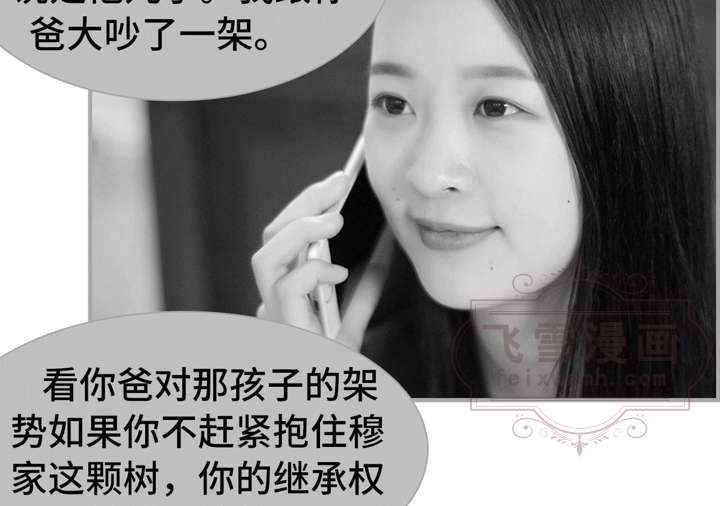 爸大吵了一架。
看你爸对那孩子的架
势如果你不赶紧抱住穆
家这颗树，你的继承权
飞雪漫画